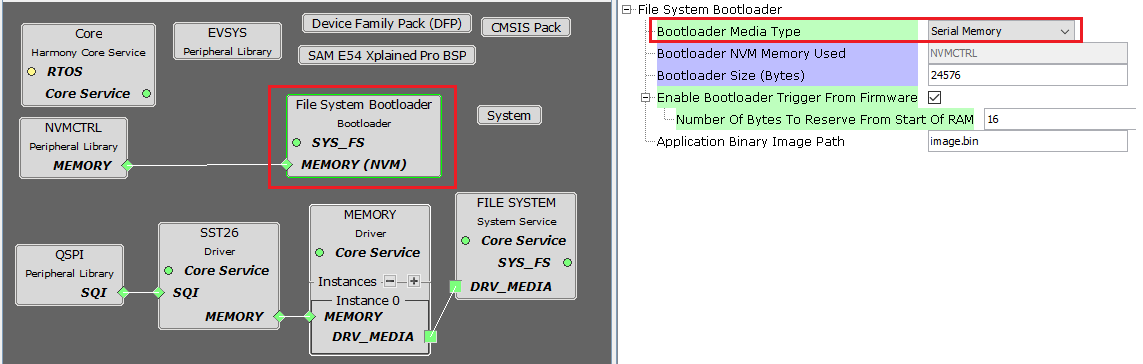 Core
Harmony Core Service
RTOS
Core Service
EVSYS
Peripheral Library
Device Family Pack (DFP)
CMSIS Pack
SAM E54 Xplained Pro BSP
NVMCTRL
Peripheral Library
MEMORY
File System Bootloader
Bootloader
SYS_FS
MEMORY (NVM)
System
QSPI
Peripheral Library
SQI
SST26
Driver
Core Service
SQI
MEMORY
MEMORY
Driver
Core Service
Instances
Instance 0
MEMORY
DRV_MEDIA
FILE SYSTEM
System Service
Core Service
SYS_FS
DRV_MEDIA
File System Bootloader
Bootloader Media Type Serial Memory
Bootloader NVM Memory Used NVMCTRL
Bootloader Size (Bytes) 24576
Enable Bootloader Trigger From Firmware
Number Of Bytes To Reserve From Start Of RAM 16
Application Binary Image Path image.bin